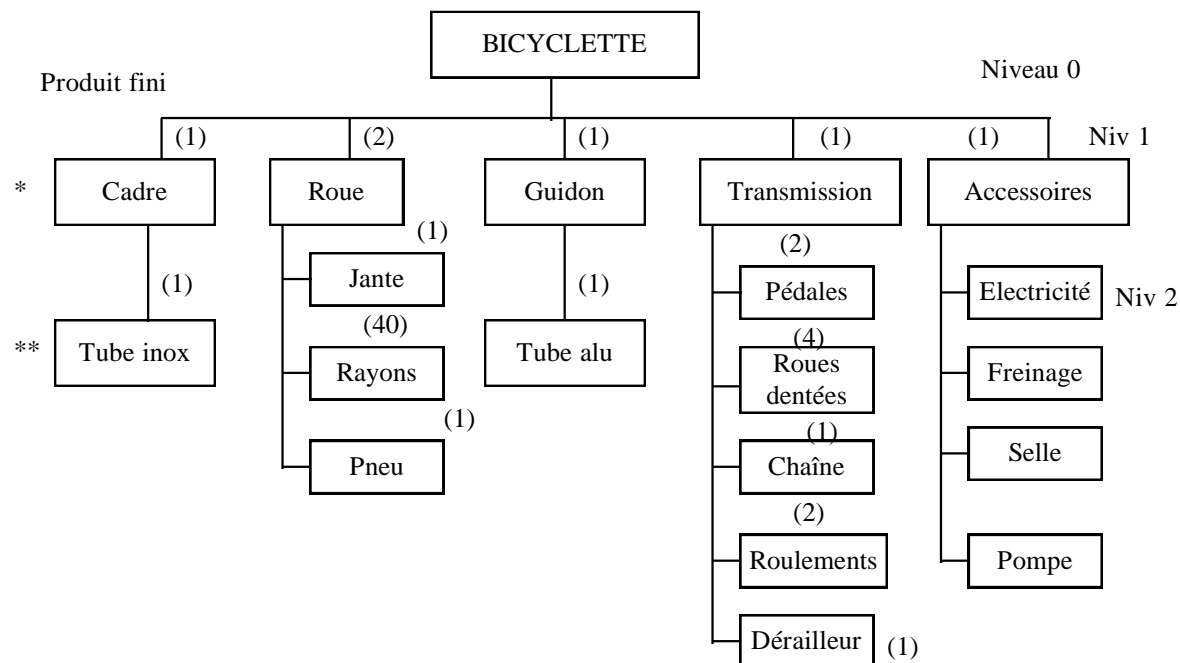 BICYCLETTE
Produit fini
Niveau 0
(1)
(2)
(1)
(1)
(1)
Niv 1
*
Cadre
Roue
Guidon
Transmission
Accessoires
(1)
Tube inox
**
(1)
Jante
(40)
Rayons
(1)
Pneu
(1)
Tube alu
(2)
Pédales
(4)
Roues
dentées
(1)
Chaîne
(2)
Roulements
Dérailleur
(1)
Electricité
Niv 2
Freinage
Selle
Pompe